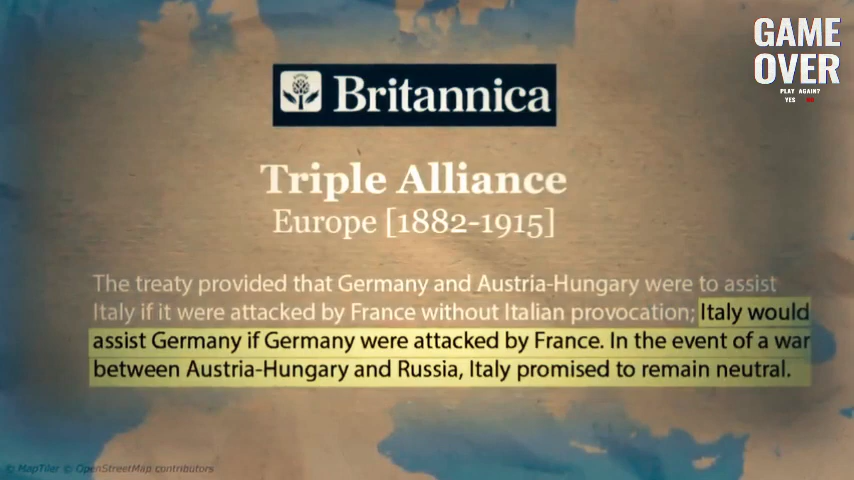 GAME
OVER
PLAY AGAIN?
YES NO
Britannica
Triple Alliance
Europe [1882-1915]
The treaty provided that Germany and Austria-Hungary were to assist
Italy if it were attacked by France without Italian provocation; Italy would
assist Germany if Germany were attacked by France. In the event of a war
between Austria-Hungary and Russia, Italy promised to remain neutral.
© MapTiler © OpenStreetMap contributors